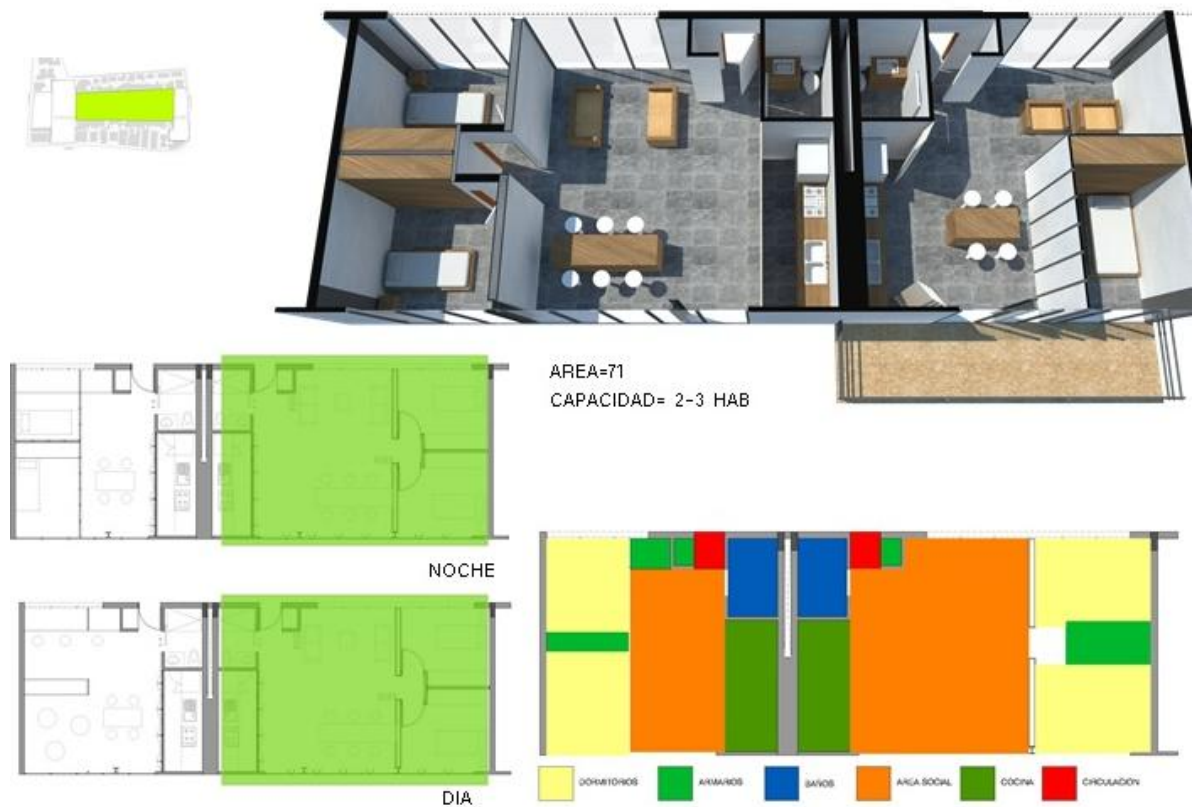 AREA=71
CAPACIDAD= 2-3 HAB
NOCHE
DIA
DORMITORIOS
ARMARIOS
BAÑOS
AREA SOCIAL
COCINA
CIRCULACION